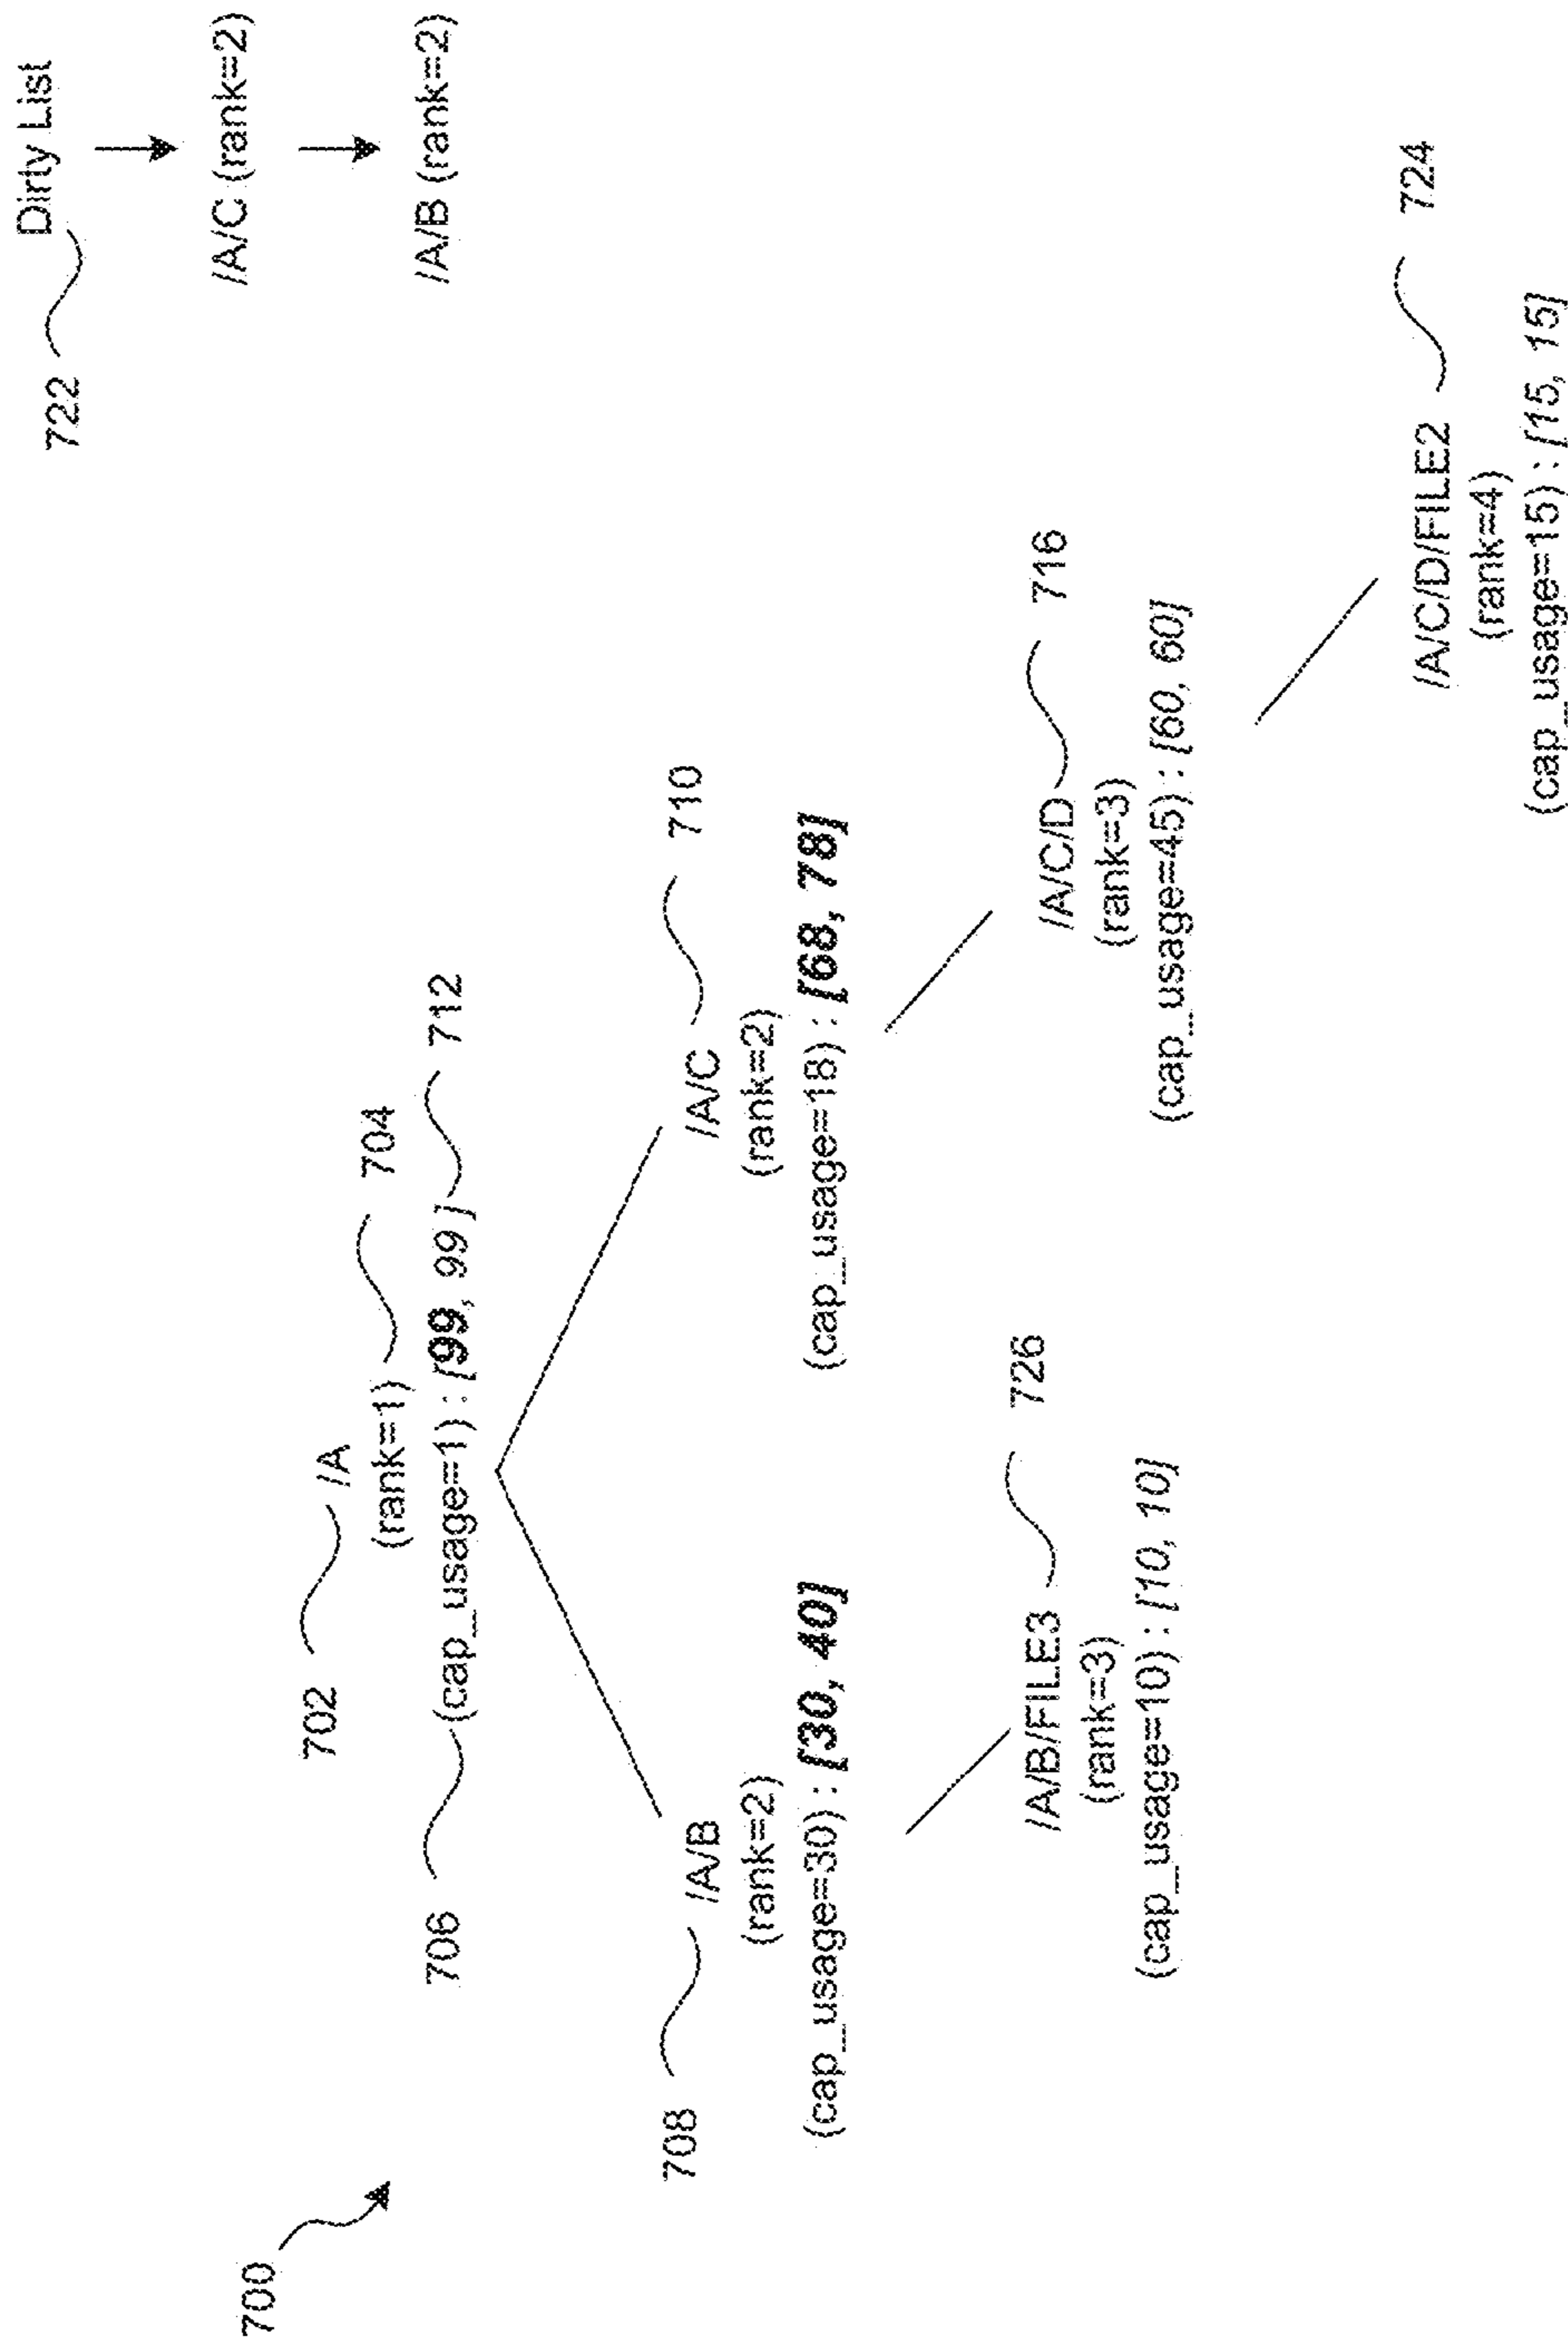 700
722
Dirty List
/A/C (rank=2)
/A/B (rank=2)
702
/A
(rank=1)
704
706
(cap_usage=1) : [99, 99]
712
708
/A/B
(rank=2)
(cap_usage=30) : [30, 40]
/A/C
710
(rank=2)
(cap_usage=18) : [68, 78]
/A/B/FILE3
726
(rank=3)
(cap_usage=10) : [10, 10]
/A/C/D
716
(rank=3)
(cap_usage=45) : [60, 60]
/A/C/D/FILE2
724
(rank=4)
(cap_usage=15) : [15, 15]